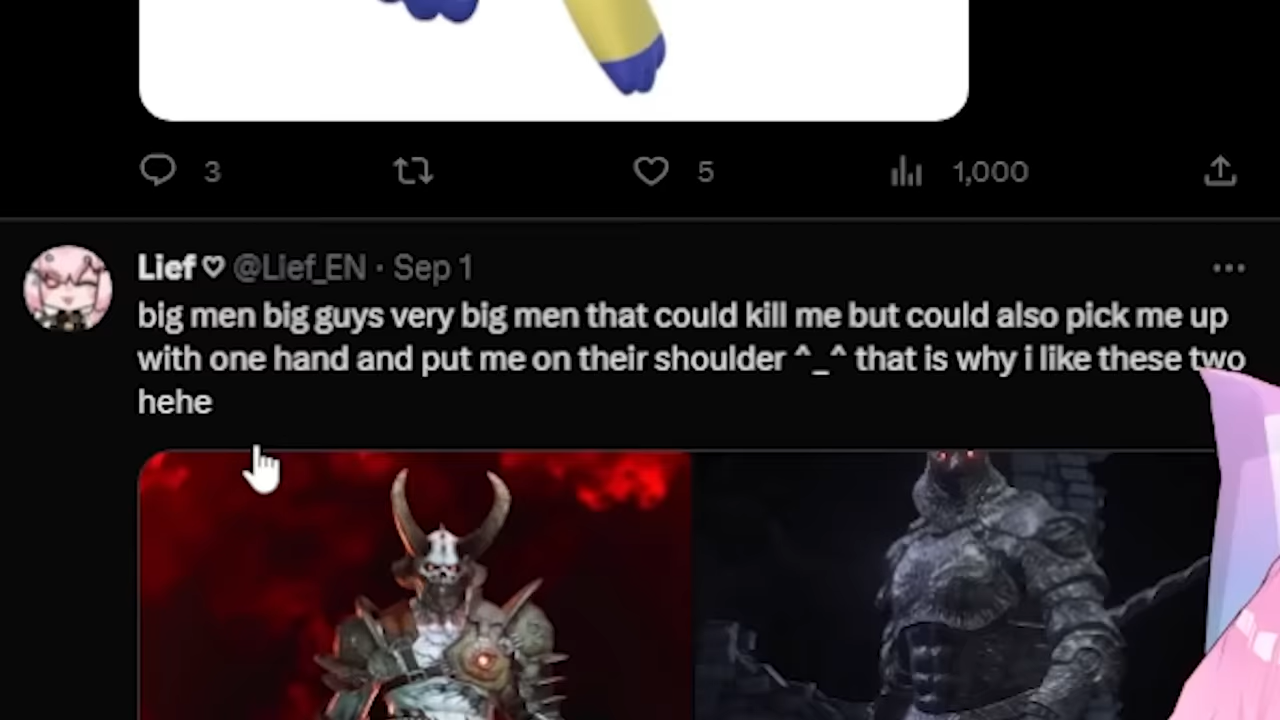 3
5
1,000
Lief♡ @Lief_EN · Sep 1
big men big guys very big men that could kill me but could also pick me up
with one hand and put me on their shoulder ^_^ that is why i like these two
hehe